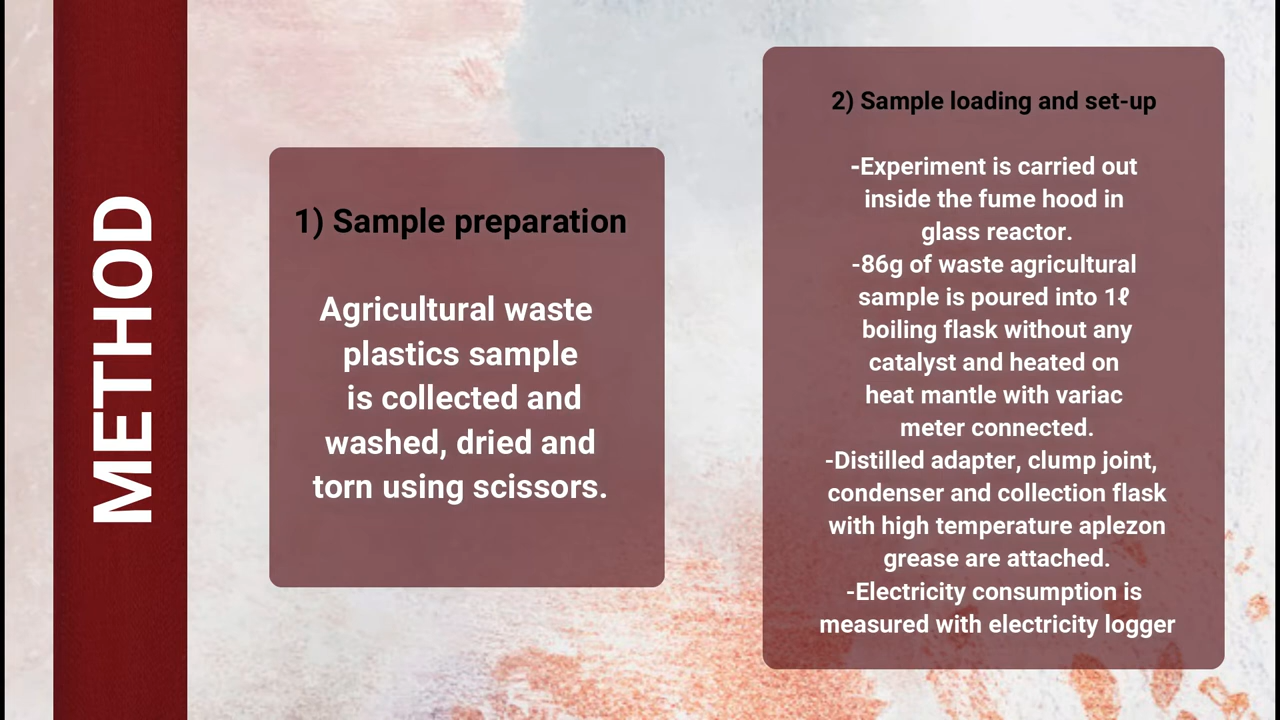 METHOD
1) Sample preparation
Agricultural waste
plastics sample
is collected and
washed, dried and
torn using scissors.
2) Sample loading and set-up
-Experiment is carried out
inside the fume hood in
glass reactor.
-86g of waste agricultural
sample is poured into 1ℓ
boiling flask without any
catalyst and heated on
heat mantle with variac
meter connected.
-Distilled adapter, clump joint,
condenser and collection flask
with high temperature aplezon
grease are attached.
-Electricity consumption is
measured with electricity logger